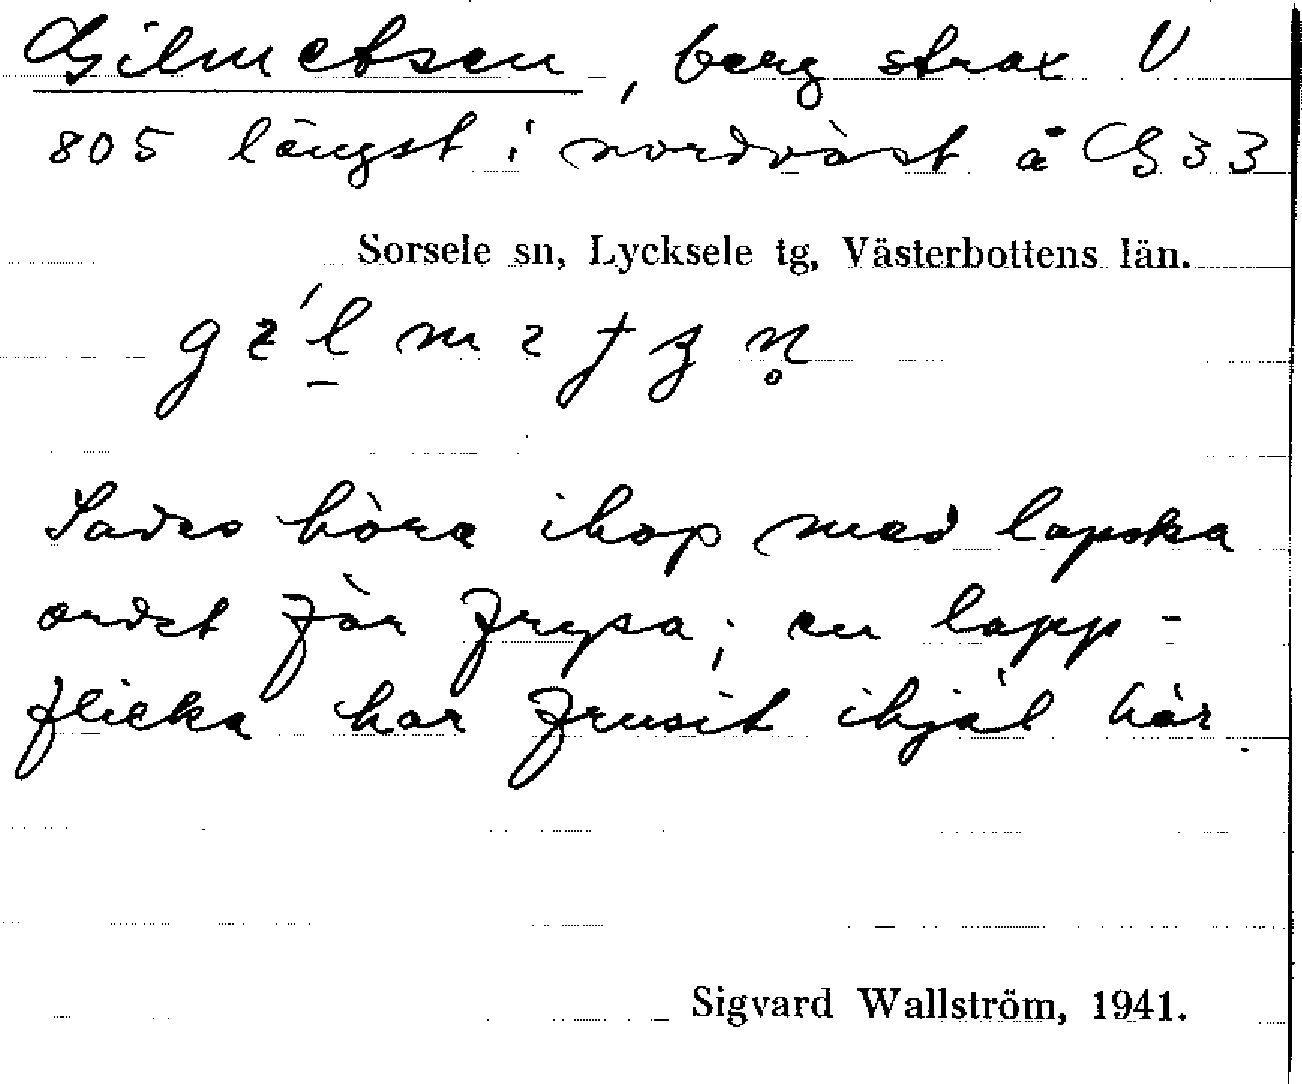 Gilmetsen, berg strax V
805 längst i nordväst å G33
Sorsele sn, Lycksele tg, Västerbottens län.
Sades höra ihop med lapska
ordet för frysa; en lapp-
flicka har frusit ihjäl här.
Sigvard Wallström, 1941.